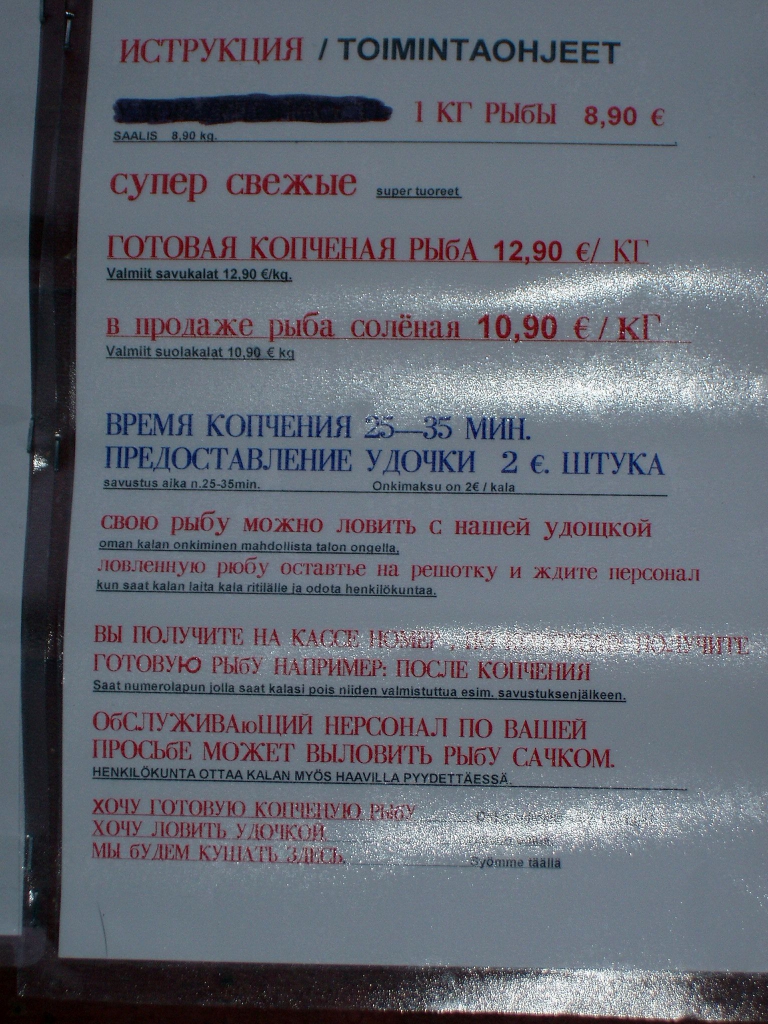 ИСТРУКЦИЯ / TOIMINTAOHJEET
1 КГ РЫбЫ 8,90 €
SAALIS 8,90 kg.
супер свежие super tuoreet
ГОТОВАЯ КОПЧЕНАЯ РЫбА 12,90 €/ КГ
Valmiit savukalat 12,90 €/kg.
в продаже рыба солёная 10,90 € / КГ
Valmiit suolakalat 10,90 € kg
ВРЕМЯ КОПЧЕНИЯ 25—35 МИН.
ПРЕДОСТАВЛЕНИЕ УДОЧКИ 2 €. ШТУКА
savustus aika n.25-35min. Onkimaksu on 2€ / kala
свою рыбу можно ловить с нашей удощкой
oman kalan onkiminen mahdollista talon ongella,
ловленную рюбу оставтье на решотку и ждите персонал
kun saat kalan laita kala ritilälle ja odota henkilökuntaa.
ВЫ ПОЛУЧИТЕ НА КАССЕ НОМЕР , ПОЛУЧИТЕ
ГОТОВУЮ РЫбУ НАПРИМЕР: ПОСЛЕ КОПЧЕНИЯ
Saat numerolapun jolla saat kalasi pois niiden valmistuttua esim. savustuksenjälkeen.
ОбСЛУЖИВАюЩИЙ НЕРСОНАЛ ПО ВАШЕЙ
ПРОСЬбЕ МОЖЕТ ВЫЛОВИТЬ РЫбУ САЧКОМ.
HENKILÖKUNTA OTTAA KALAN MYÖS HAAVILLA PYYDETTÄESSÄ.
ХОЧУ ГОТОВУЮ КОПЧЕНУЮ РЫбУ
ХОЧУ ЛОВИТЬ УДОЧКОЙ
МЫ бУДЕМ КУШАТЬ ЗДЕСЬ. Syömme täällä